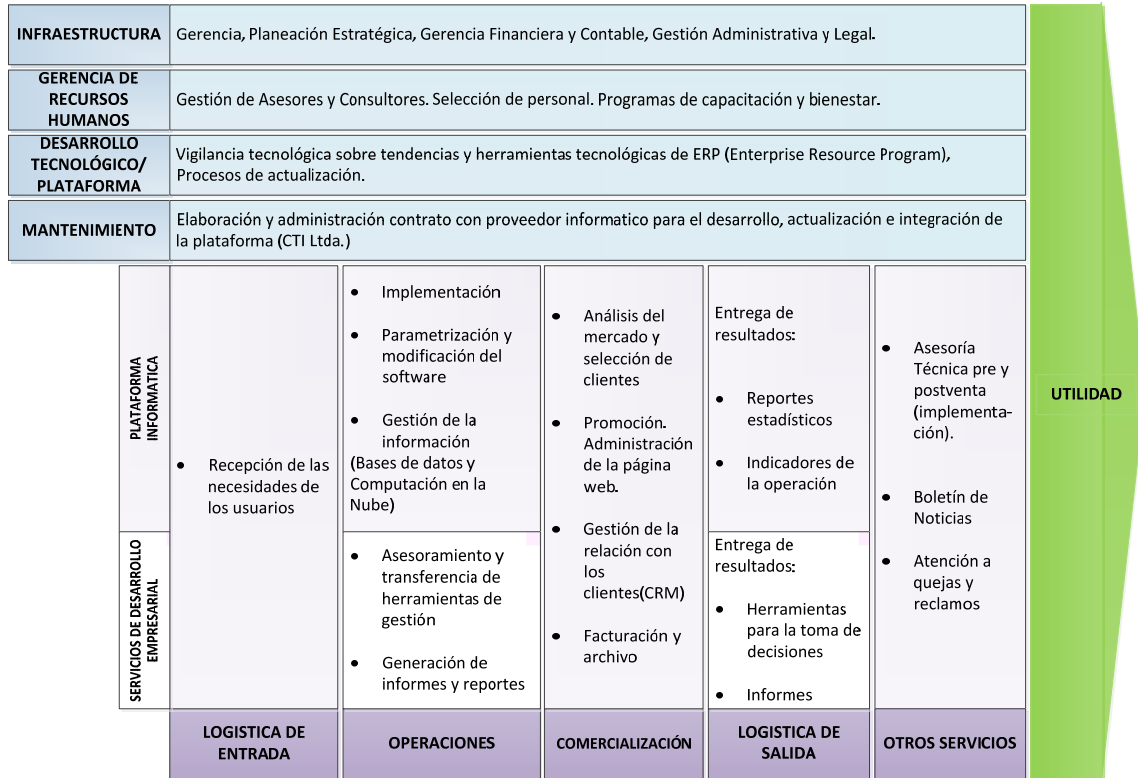 INFRAESTRUCTURA
Gerencia, Planeación Estratégica, Gerencia Financiera y Contable, Gestión Administrativa y Legal.
GERENCIA DE
RECURSOS
HUMANOS
Gestión de Asesores y Consultores. Selección de personal. Programas de capacitación y bienestar.
DESARROLLO
TECNOLÓGICO/
PLATAFORMA
Vigilancia tecnológica sobre tendencias y herramientas tecnológicas de ERP (Enterprise Resource Program),
Procesos de actualización.
MANTENIMIENTO
Elaboración y administración contrato con proveedor informatico para el desarrollo, actualización e integración de
la plataforma (CTI Ltda.)
PLATAFORMA
INFORMATICA
SERVICIOS DE DESARROLLO
EMPRESARIAL
• Recepción de las
necesidades de
los usuarios
• Implementación
• Parametrización y
modificación del
software
• Gestión de la
información
(Bases de datos y
Computación en la
Nube)
• Asesoramiento y
transferencia de
herramientas de
gestión
• Generación de
informes y reportes
• Análisis del
mercado y
selección de
clientes
• Promoción.
Administración
de la página
web.
• Gestión de la
relación con
los
clientes(CRM)
• Facturación y
archivo
Entrega de
resultados:
• Reportes
estadísticos
• Indicadores de
la operación
Entrega de
resultados:
• Herramientas
para la toma de
decisiones
• Informes
• Asesoría
Técnica pre y
postventa
(implementa-
ción).
• Boletín de
Noticias
• Atención a
quejas y
reclamos
UTILIDAD
LOGISTICA DE
ENTRADA
OPERACIONES
COMERCIALIZACIÓN
LOGISTICA DE
SALIDA
OTROS SERVICIOS